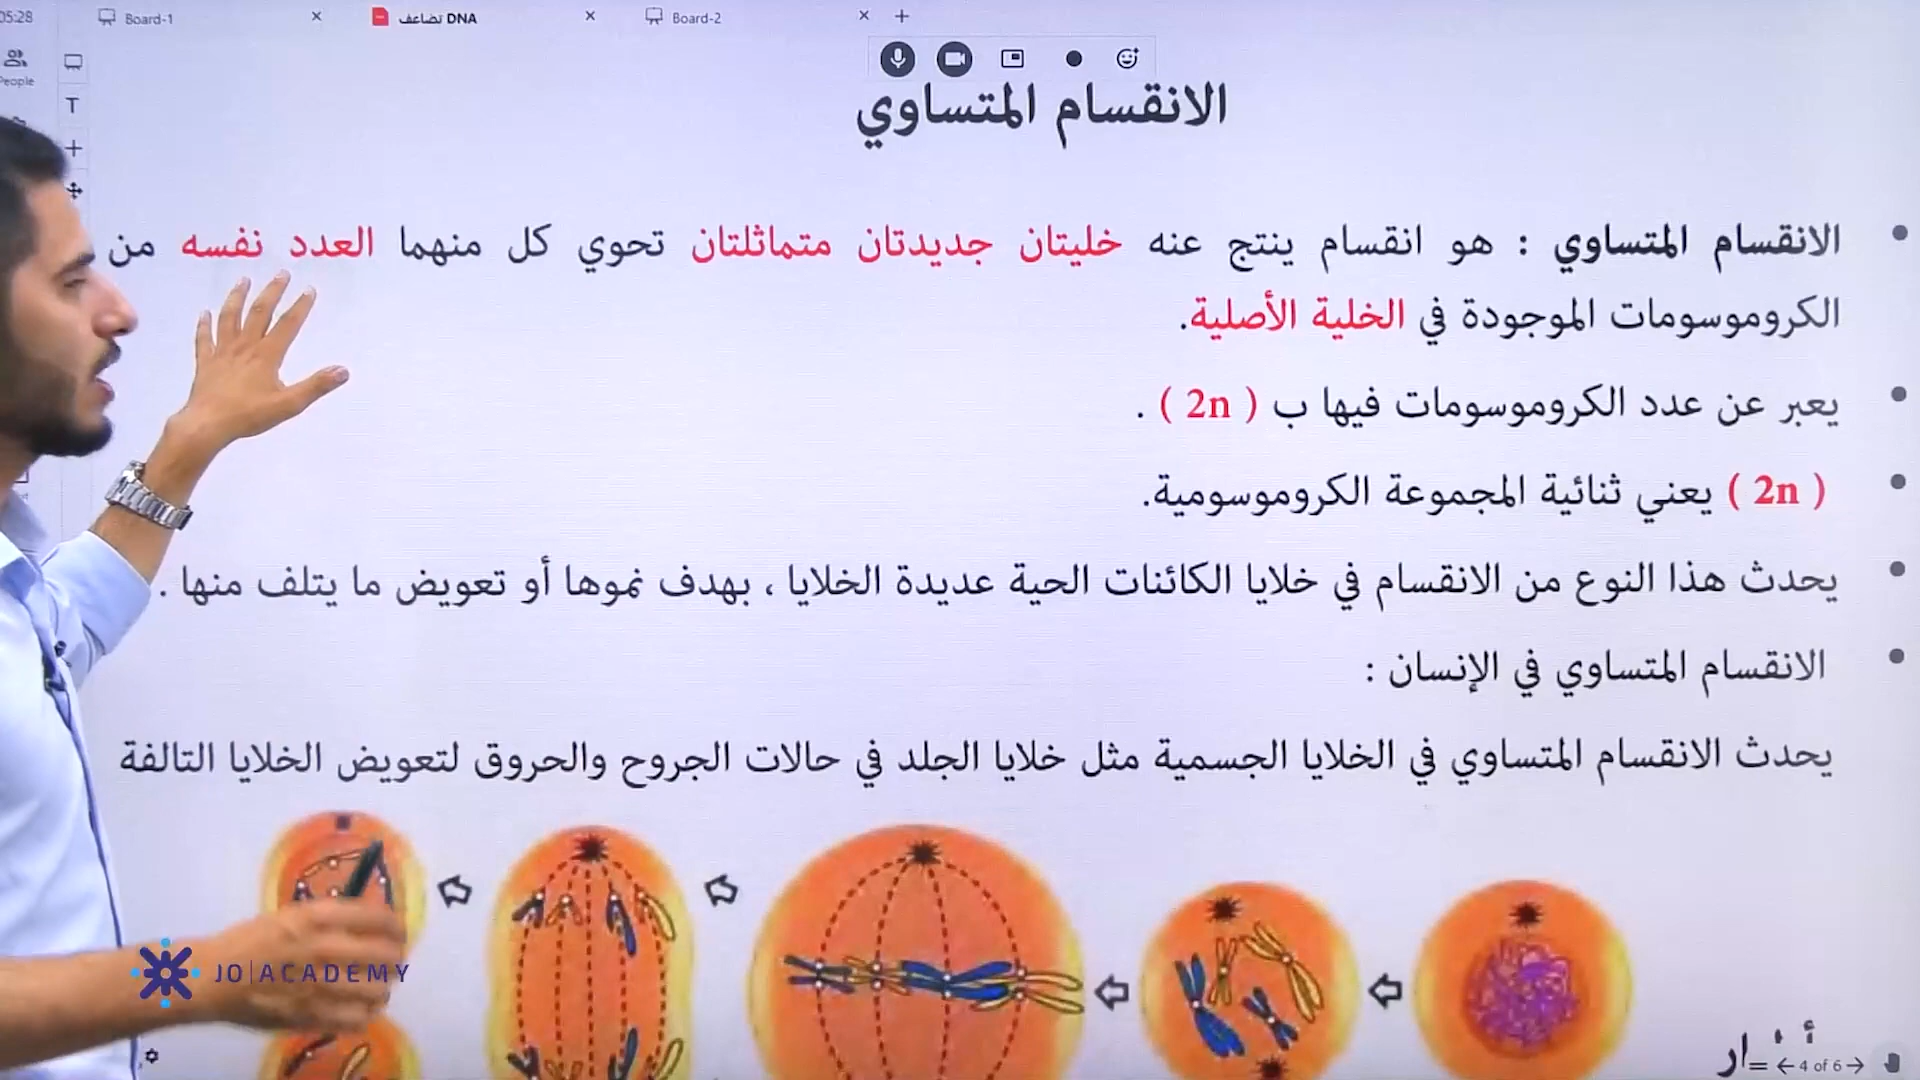 05:28
Board-1
تضاعف DNA
Board-2
People
T
الانقسام المتساوي
الانقسام المتساوي : هو انقسام ينتج عنه خليتان جديدتان متماثلتان تحوي كل منهما العدد نفسه من
الكروموسومات الموجودة في الخلية الأصلية.
يعبر عن عدد الكروموسومات فيها ب ( 2n ) .
( 2n ) يعني ثنائية المجموعة الكروموسومية.
يحدث هذا النوع من الانقسام في خلايا الكائنات الحية عديدة الخلايا ، بهدف نموها أو تعويض ما يتلف منها .
الانقسام المتساوي في الإنسان :
يحدث الانقسام المتساوي في الخلايا الجسمية مثل خلايا الجلد في حالات الجروح والحروق لتعويض الخلايا التالفة
JO|ACADEMY
4 of 6